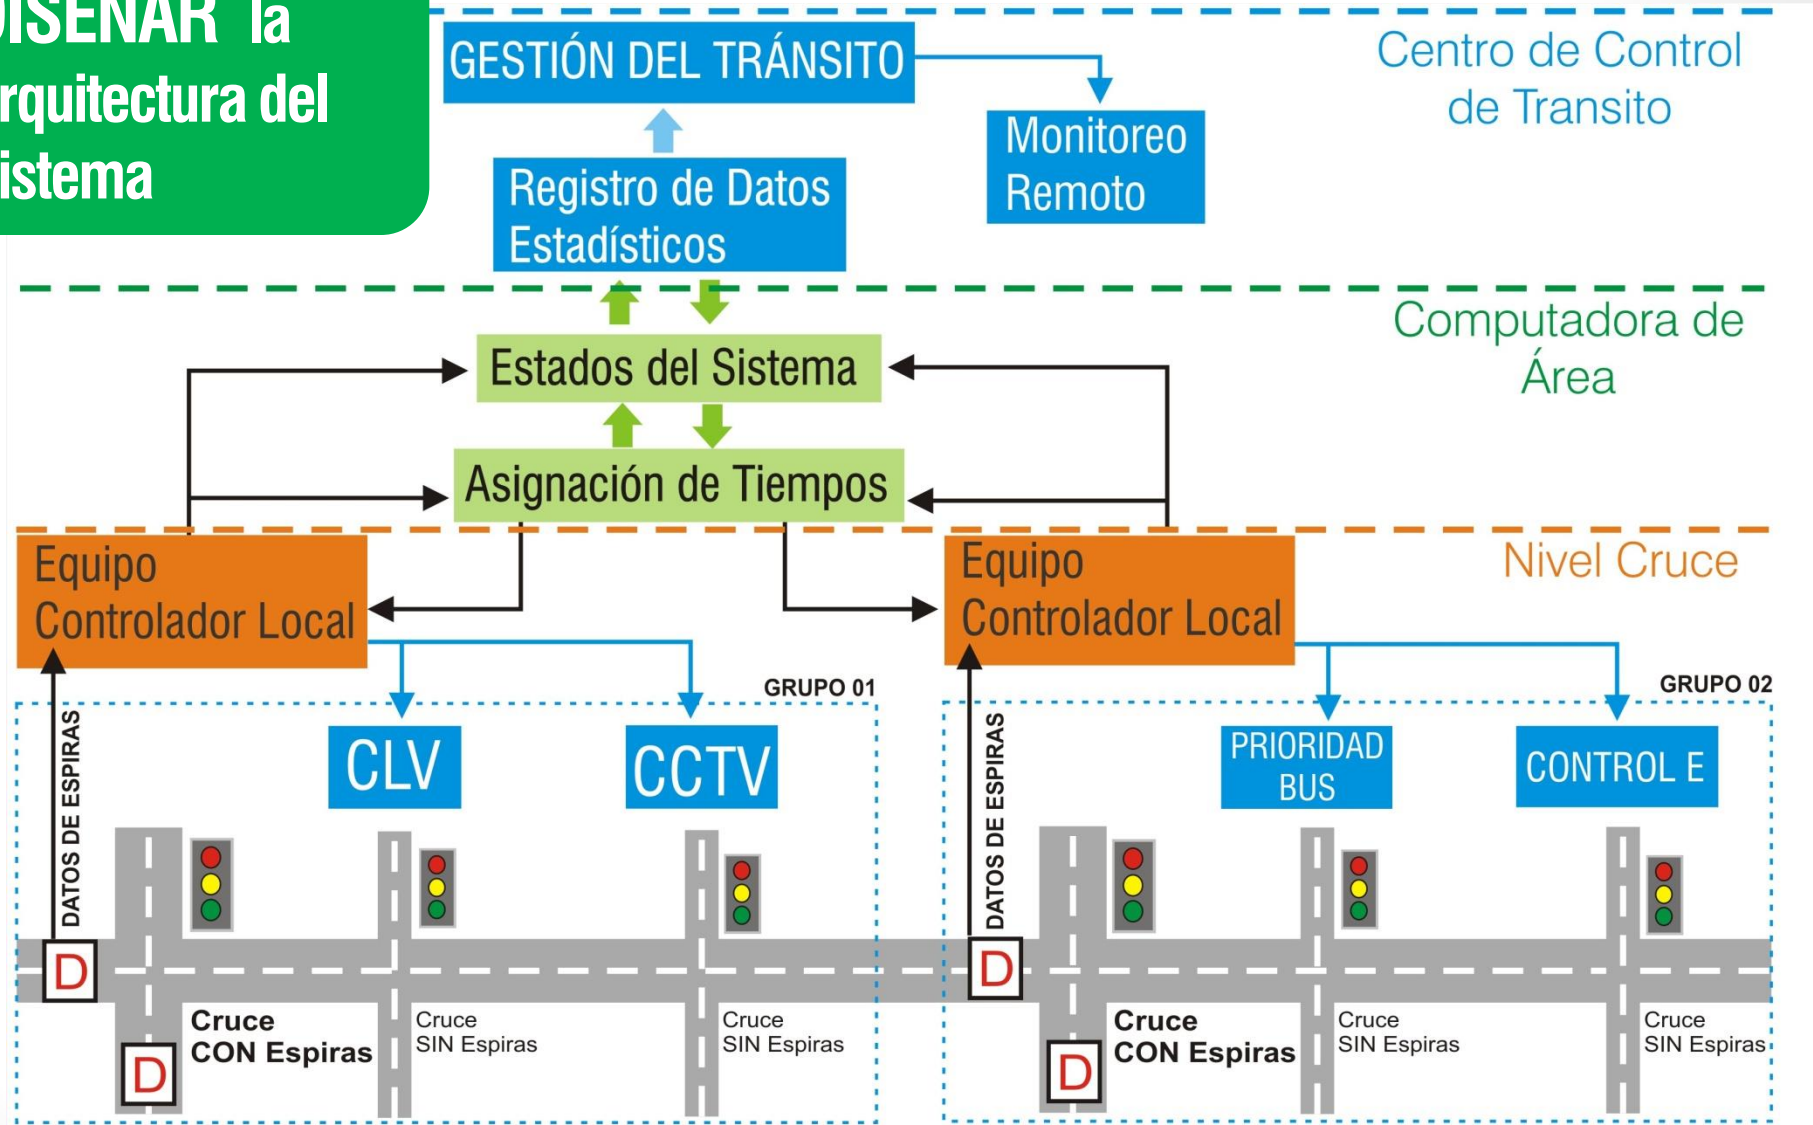 DISEÑAR la
rquitectura del
istema
GESTIÓN DEL TRÁNSITO
Centro de Control
de Transito
Monitoreo
Remoto
Registro de Datos
Estadísticos
Computadora de
Área
Estados del Sistema
Asignación de Tiempos
Nivel Cruce
Equipo
Controlador Local
Equipo
Controlador Local
GRUPO 01
GRUPO 02
DATOS DE ESPIRAS
CLV
CCTV
DATOS DE ESPIRAS
PRIORIDAD
BUS
CONTROL E
D
D
Cruce
CON Espiras
Cruce
SIN Espiras
Cruce
SIN Espiras
Cruce
CON Espiras
Cruce
SIN Espiras
Cruce
SIN Espiras
D
D